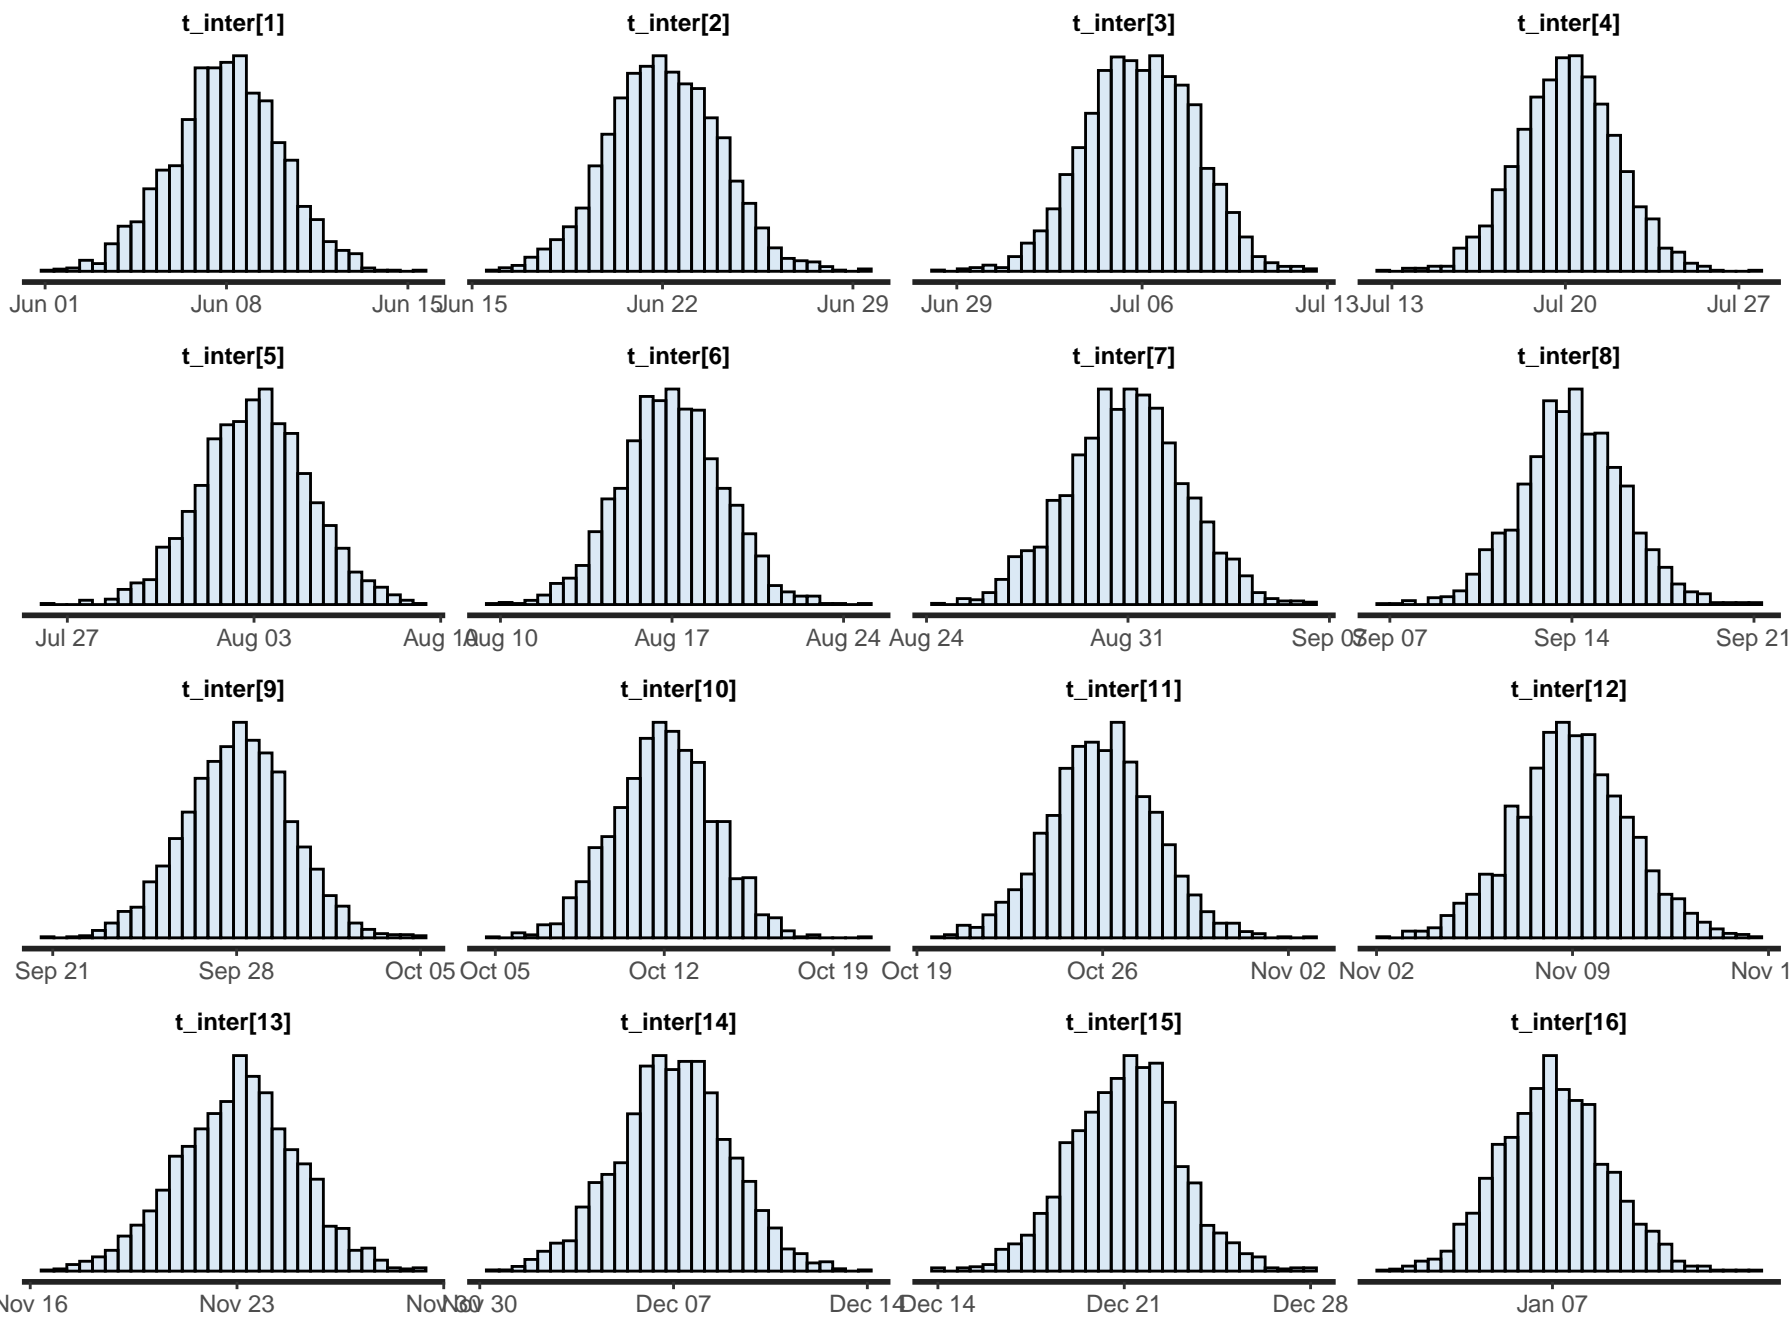 t_inter[1] t_inter[2] t_inter[3] t_inter[4]
Jun 01 Jun 08 Jun 15 Jun 15 Jun 22 Jun 29 Jun 29 Jul 06 Jul 13 Jul 13 Jul 20 Jul 27
t_inter[5] t_inter[6] t_inter[7] t_inter[8]
Jul 27 Aug 03 Aug 10 Aug 10 Aug 17 Aug 24 Aug 24 Aug 31 Sep 07 Sep 07 Sep 14 Sep 21
t_inter[9] t_inter[10] t_inter[11] t_inter[12]
Sep 21 Sep 28 Oct 05 Oct 05 Oct 12 Oct 19 Oct 19 Oct 26 Nov 02 Nov 02 Nov 09 Nov 1
t_inter[13] t_inter[14] t_inter[15] t_inter[16]
Nov 16 Nov 23 Nov 30 Nov 30 Dec 07 Dec 14 Dec 14 Dec 21 Dec 28 Jan 07